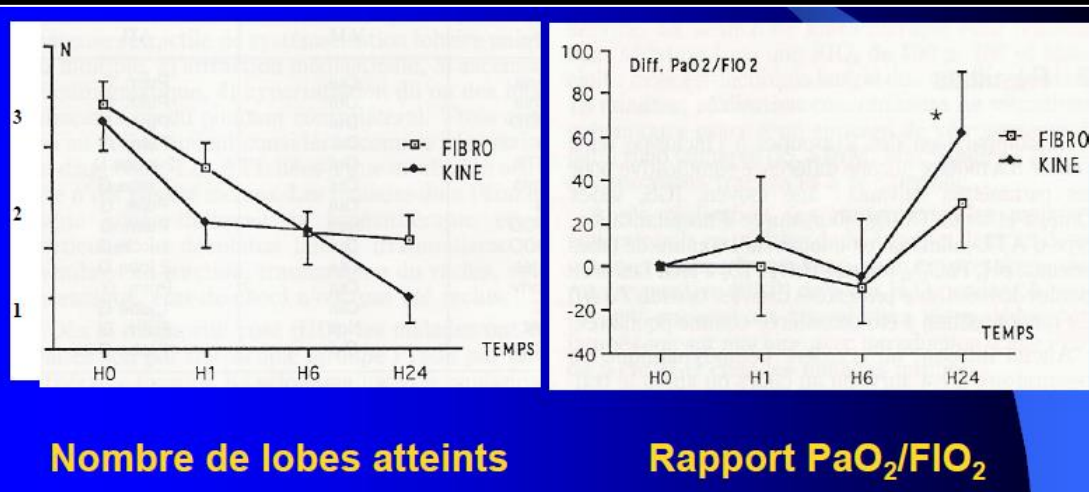 N
3
2
1
FIBRO
KINE
TEMPS
H0
H1
H6
H24
100
80
60
40
20
0
-20
-40
Diff. PaO2/FIO2
*
FIBRO
KINE
TEMPS
H0
H1
H6
H24
Nombre de lobes atteints
Rapport PaO₂/FIO₂